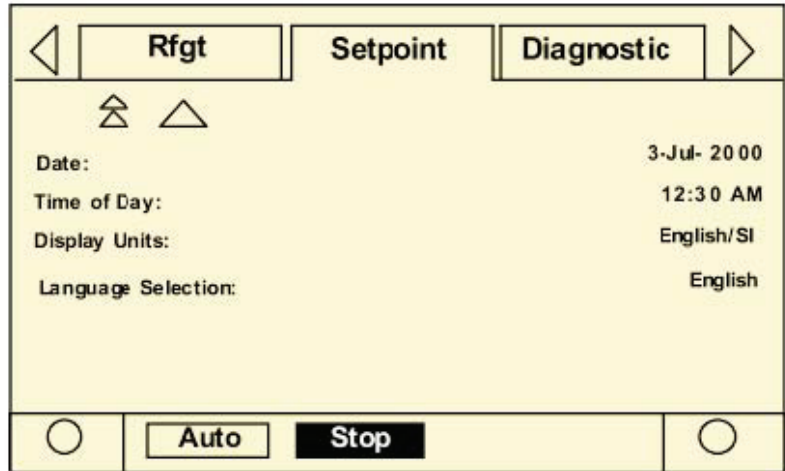 Rfgt Setpoint Diagnostic
Date: 3-Jul- 2000
Time of Day: 12:30 AM
Display Units: English/SI
Language Selection: English
Auto Stop